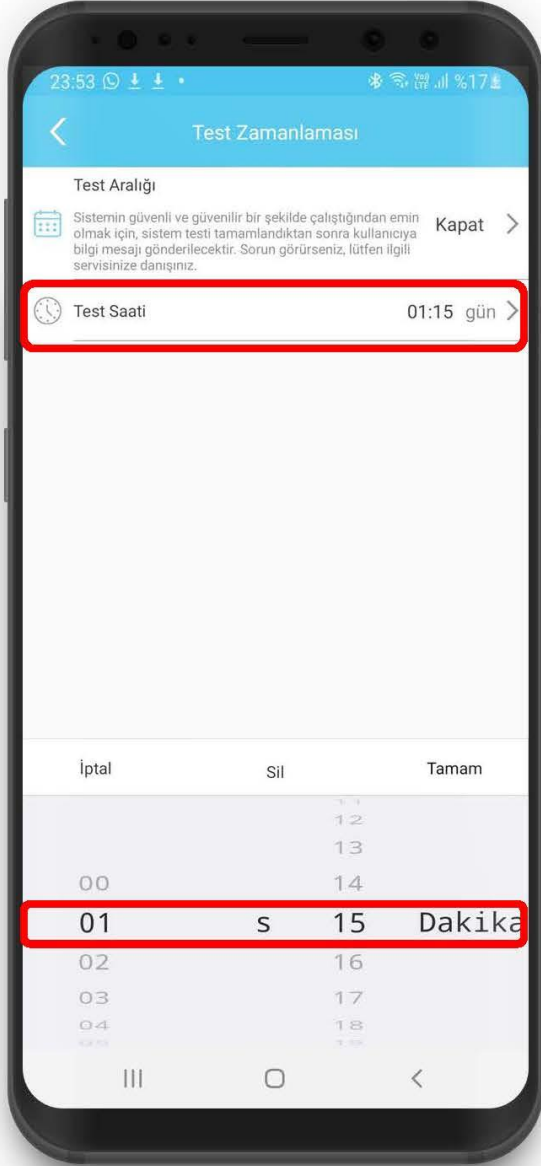 23:53 %17
Test Zamanlaması
Test Aralığı
Sistemin güvenli ve güvenilir bir şekilde çalıştığından emin
olmak için, sistem testi tamamlandıktan sonra kullanıcıya
bilgi mesajı gönderilecektir. Sorun görürseniz, lütfen ilgili
servisinize danışınız.
Kapat
Test Saati 01:15 gün
İptal Sil Tamam
12
13
00 14
01 s 15 Dakika
02 16
03 17
04 18